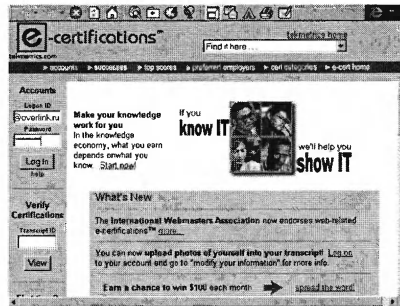 e-certifications™
tekmetrics.com
tekmetrics home
Find it here . . .
accounts successes top scores preferred employers cert categories e-cert home
Accounts
Logon ID
@overlink.ru
Password
Log In
help
Verify
Certifications
Transcript ID
View
Make your knowledge
work for you
In the knowledge
economy, what you earn
depends onwhat you
know. Start now!
If you
know IT
we'll help you
show IT
What's New
The International Webmasters Association now endorses web-related
e-certifications™ more...
You can now upload photos of yourself into your transcript! Log on
to your account and go to "modify your information" for more info.
Earn a chance to win $100 each month spread the word!